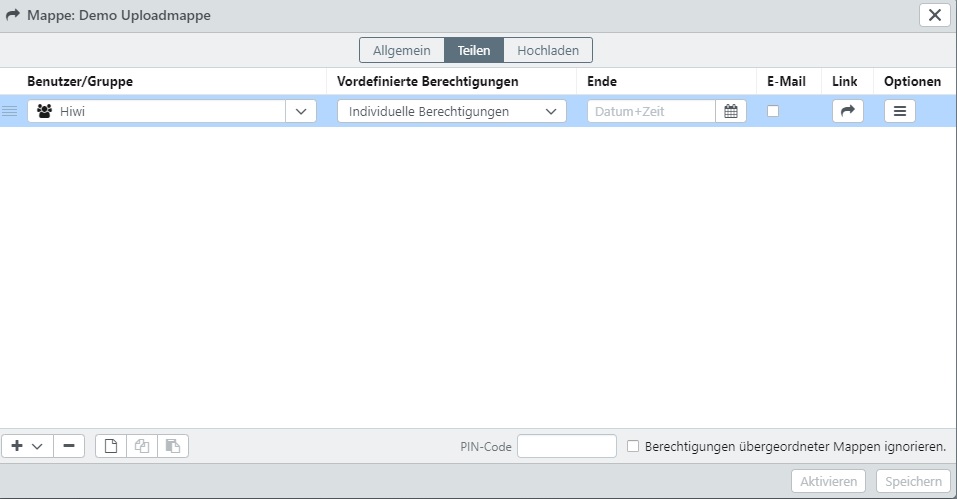 Mappe: Demo Uploadmappe
Allgemein Teilen Hochladen
Benutzer/Gruppe Vordefinierte Berechtigungen Ende E-Mail Link Optionen
Hiwi Individuelle Berechtigungen Datum+Zeit
PIN-Code Berechtigungen übergeordneter Mappen ignorieren.
Aktivieren Speichern